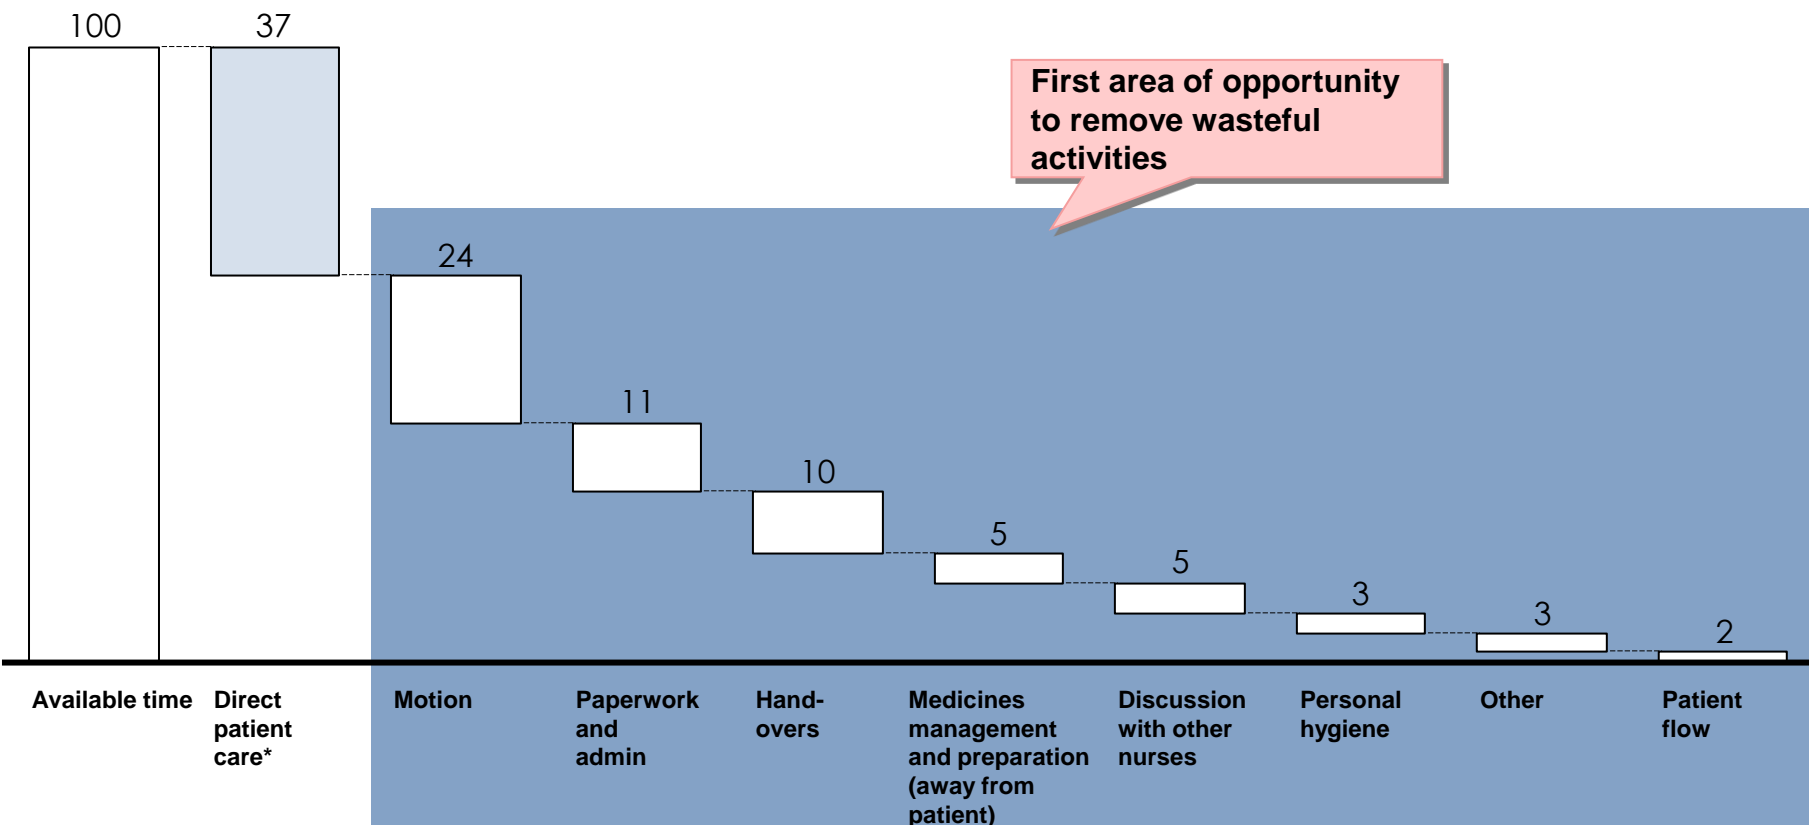 100
37
First area of opportunity
to remove wasteful
activities
24
11
10
5
5
3
3
2
Available time
Direct
patient
care*
Motion
Paperwork
and
admin
Hand-
overs
Medicines
management
and preparation
(away from
patient)
Discussion
with other
nurses
Personal
hygiene
Other
Patient
flow